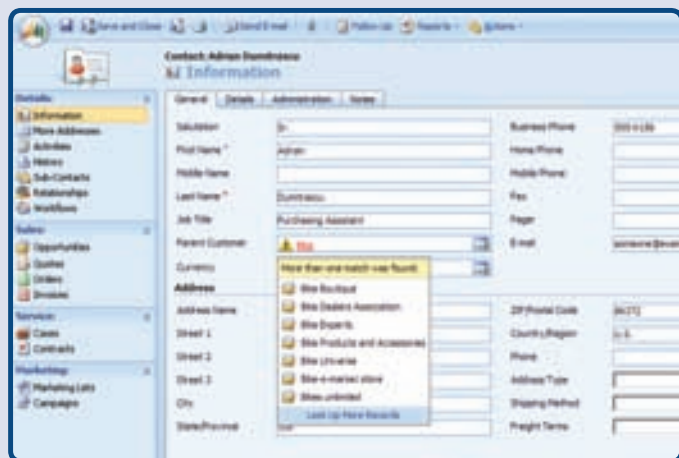 Save and Close Send E-mail Follow Up Reports Actions
Contact: Adrian Dumitrascu
Information
Details:
Information
More Addresses
Activities
History
Sub-Contacts
Relationships
Workflows
Sales:
Opportunities
Quotes
Orders
Invoices
Service:
Cases
Contracts
Marketing:
Marketing Lists
Campaigns
General Details Administration Notes
Salutation Business Phone
First Name * Adrian Home Phone
Middle Name Mobile Phone
Last Name * Dumitrascu Fax
Job Title Purchasing Assistant Pager
Parent Customer Bike E-mail
Currency More than one match was found.
Address
Bike Boutique
Address Name Bike Dealers Association ZIP/Postal Code
Street 1 Bike Experts Country/Region U.S.
Bike Products and Accessories
Street 2 Bike Universe Phone
Street 3 Bike-e-market store Address Type
City Bikes unlimited Shipping Method
Look Up More Records
State/Province Freight Terms